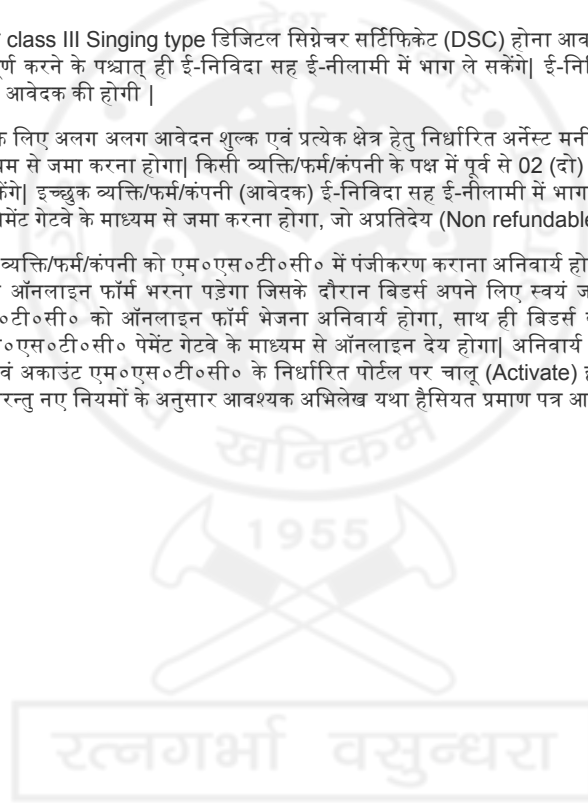 class III Singing type डिजिटल सिग्नेचर सर्टिफिकेट (DSC) होना
करने के पश्चात् ही ई-निविदा सह ई-नीलामी में भाग ले सकेंगे|
आवेदक की होगी |
लिए अलग अलग आवेदन शुल्क एवं प्रत्येक क्षेत्र हेतु निर्धारित अर्नेस्ट
से जमा करना होगा| किसी व्यक्ति/फर्म/कंपनी के पक्ष में पूर्व से 02 (दो)
इच्छुक व्यक्ति/फर्म/कंपनी (आवेदक) ई-निविदा सह ई-नीलामी में भाग
गेटवे के माध्यम से जमा करना होगा, जो अप्रतिदेय (Non refundable
व्यक्ति/फर्म/कंपनी को एम०एस०टी०सी० में पंजीकरण कराना अनिवार्य
ऑनलाइन फॉर्म भरना पड़ेगा जिसके दौरान बिडर्स अपने लिए स्वयं
०टी०सी० को ऑनलाइन फॉर्म भेजना अनिवार्य होगा, साथ ही बिडर्स
०एस०टी०सी० पेमेंट गेटवे के माध्यम से ऑनलाइन देय होगा| अनिवार्य
अकाउंट एम०एस०टी०सी० के निर्धारित पोर्टल पर चालू (Activate)
नए नियमों के अनुसार आवश्यक अभिलेख यथा हैसियत प्रमाण पत्र
खनिकर्म
1955
रत्नगर्भा वसुन्धरा